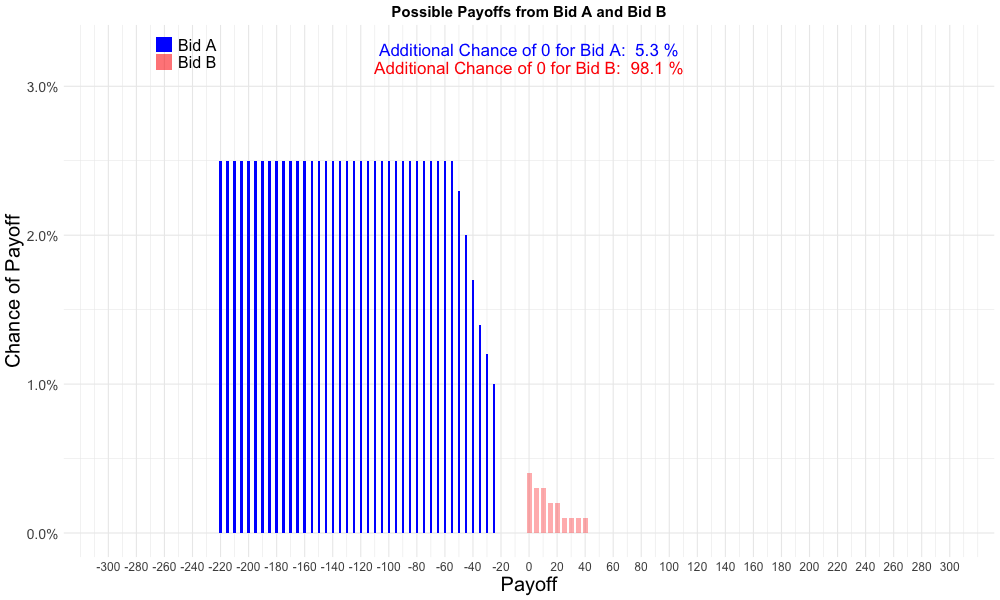 Possible Payoffs from Bid A and Bid B
Bid A
Bid B
Additional Chance of 0 for Bid A:  5.3 %
Additional Chance of 0 for Bid B:  98.1 %
Chance of Payoff
3.0%
2.0%
1.0%
0.0%
-300 -280 -260 -240 -220 -200 -180 -160 -140 -120 -100 -80 -60 -40 -20 0 20 40 60 80 100 120 140 160 180 200 220 240 260 280 300
Payoff